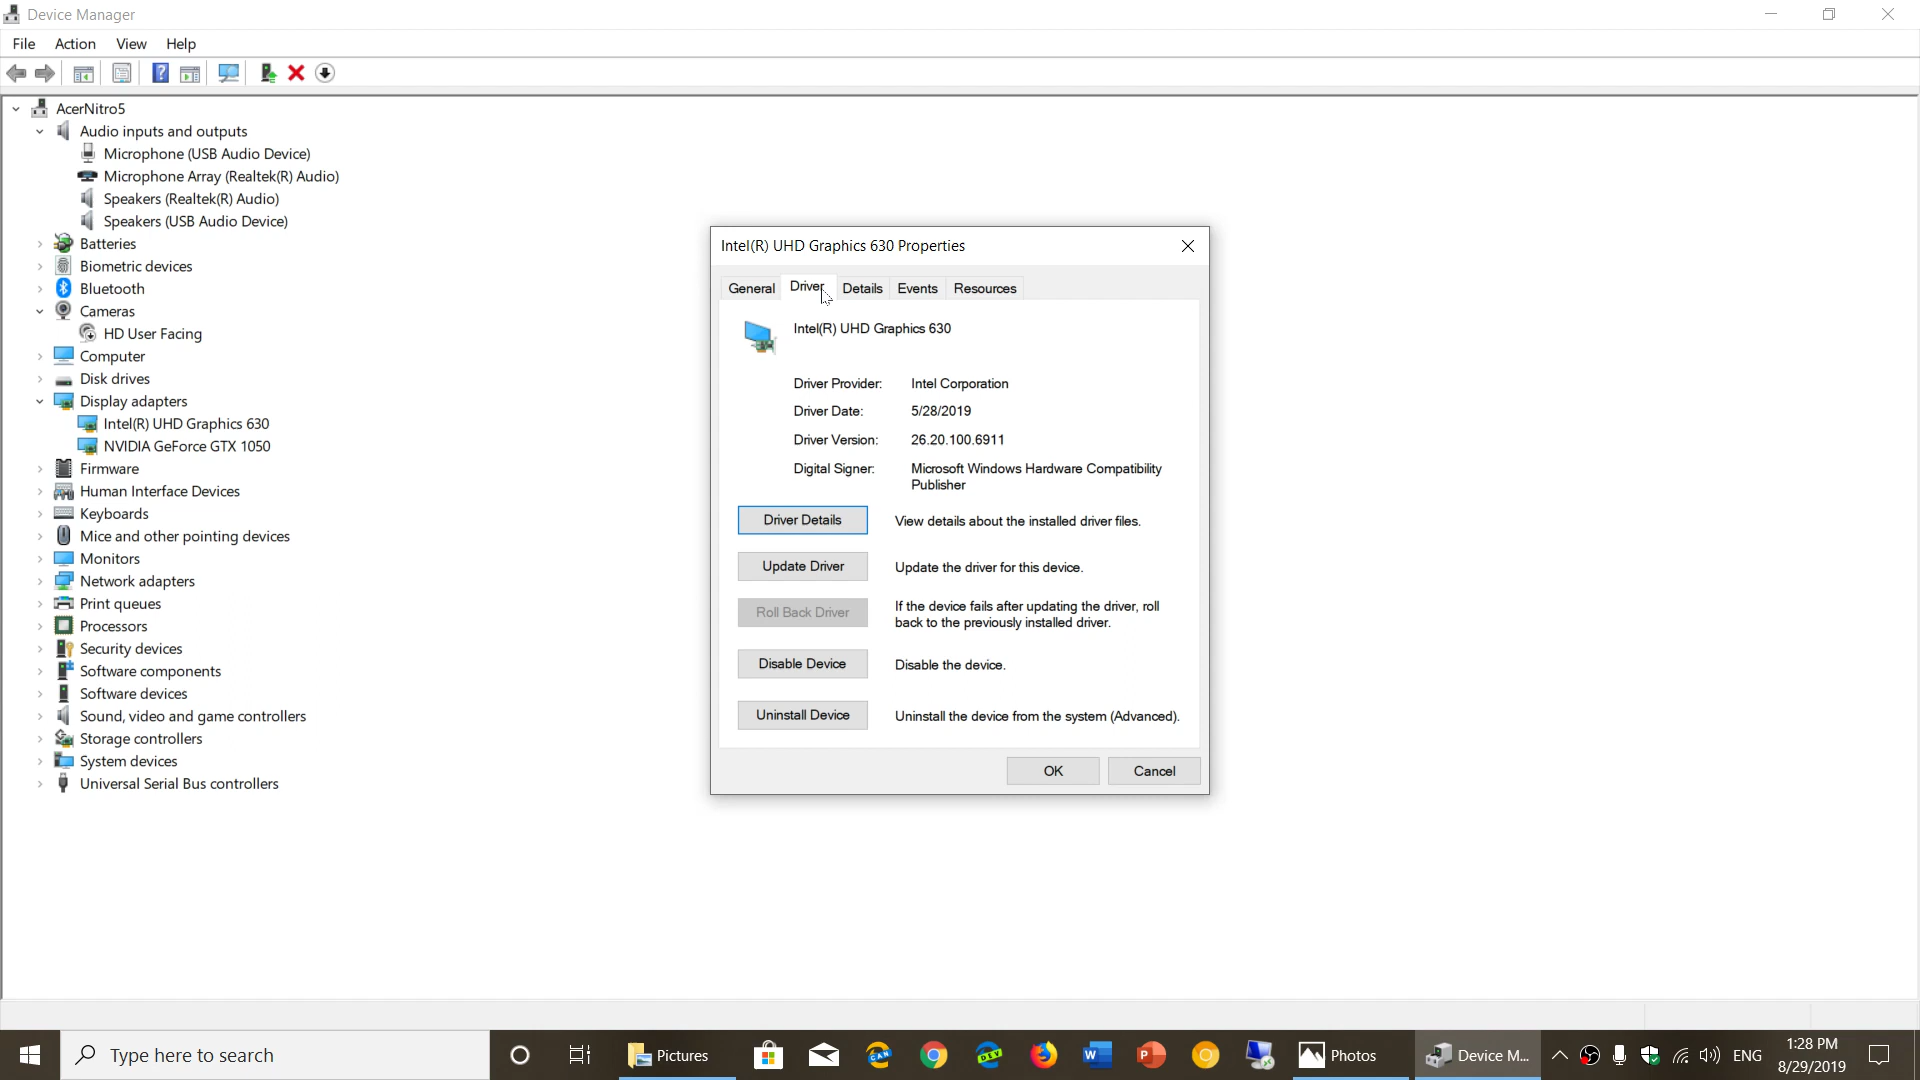 Device Manager
File Action View Help
AcerNitro5
Audio inputs and outputs
Microphone (USB Audio Device)
Microphone Array (Realtek(R) Audio)
Speakers (Realtek(R) Audio)
Speakers (USB Audio Device)
Batteries
Biometric devices
Bluetooth
Cameras
HD User Facing
Computer
Disk drives
Display adapters
Intel(R) UHD Graphics 630
NVIDIA GeForce GTX 1050
Firmware
Human Interface Devices
Keyboards
Mice and other pointing devices
Monitors
Network adapters
Print queues
Processors
Security devices
Software components
Software devices
Sound, video and game controllers
Storage controllers
System devices
Universal Serial Bus controllers
Intel(R) UHD Graphics 630 Properties
General Driver Details Events Resources
Intel(R) UHD Graphics 630
Driver Provider: Intel Corporation
Driver Date: 5/28/2019
Driver Version: 26.20.100.6911
Digital Signer: Microsoft Windows Hardware Compatibility
Publisher
Driver Details View details about the installed driver files.
Update Driver Update the driver for this device.
Roll Back Driver If the device fails after updating the driver, roll
back to the previously installed driver.
Disable Device Disable the device.
Uninstall Device Uninstall the device from the system (Advanced).
OK Cancel
Type here to search Pictures CAN DEV Photos Device M... ENG 1:28 PM
8/29/2019